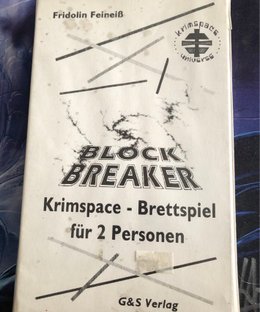 Fridolin Feineiß
krimspace
universe
BLOCK
BREAKER
Krimspace - Brettspiel
für 2 Personen
G&S Verlag